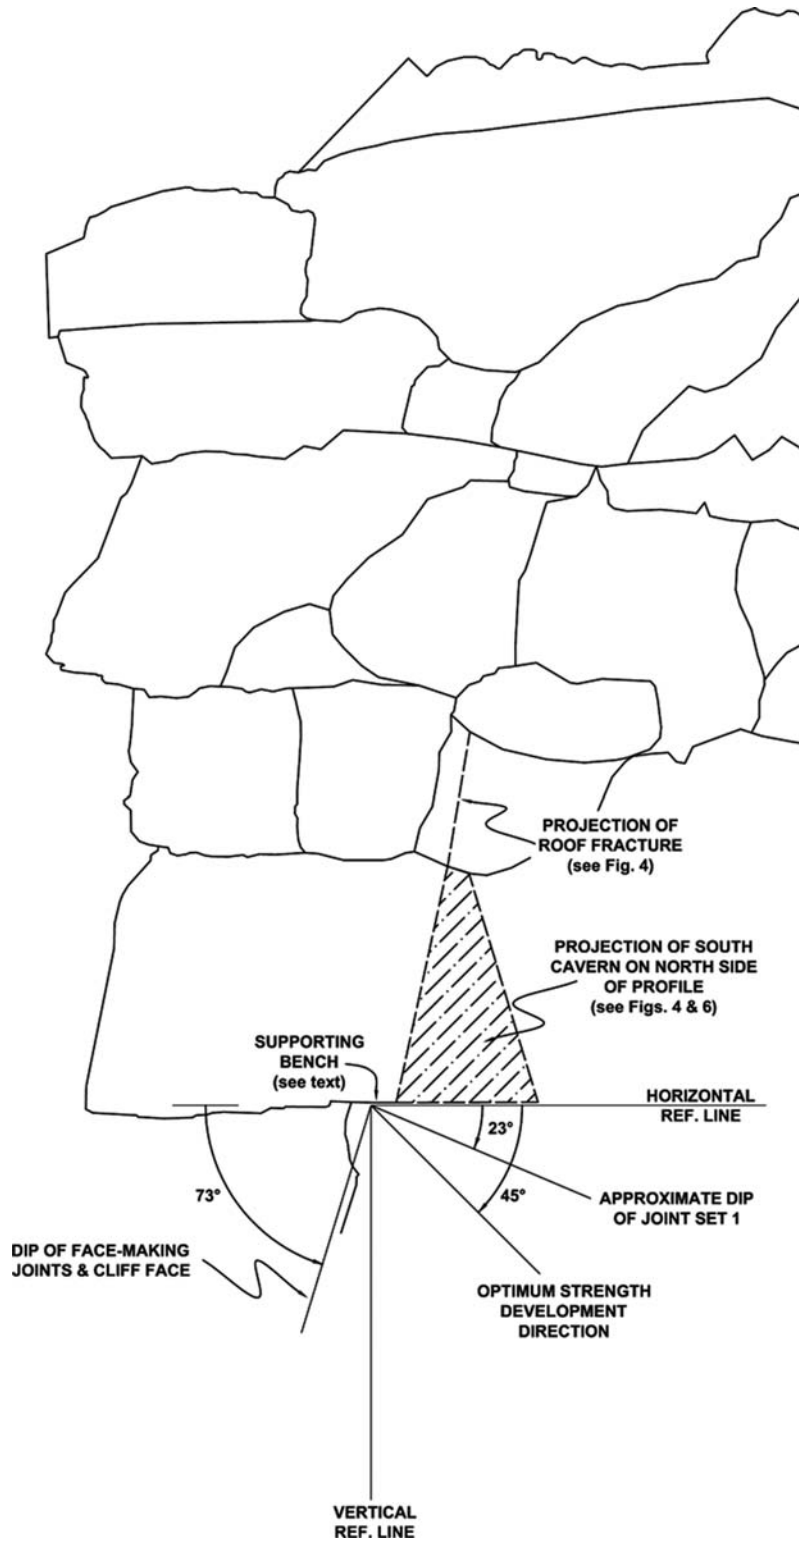 PROJECTION OF
ROOF FRACTURE
(see Fig. 4)
PROJECTION OF SOUTH
CAVERN ON NORTH SIDE
OF PROFILE
(see Figs. 4 & 6)
SUPPORTING
BENCH
(see text)
HORIZONTAL
REF. LINE
23°
73°
45°
APPROXIMATE DIP
OF JOINT SET 1
DIP OF FACE-MAKING
JOINTS & CLIFF FACE
OPTIMUM STRENGTH
DEVELOPMENT
DIRECTION
VERTICAL
REF. LINE